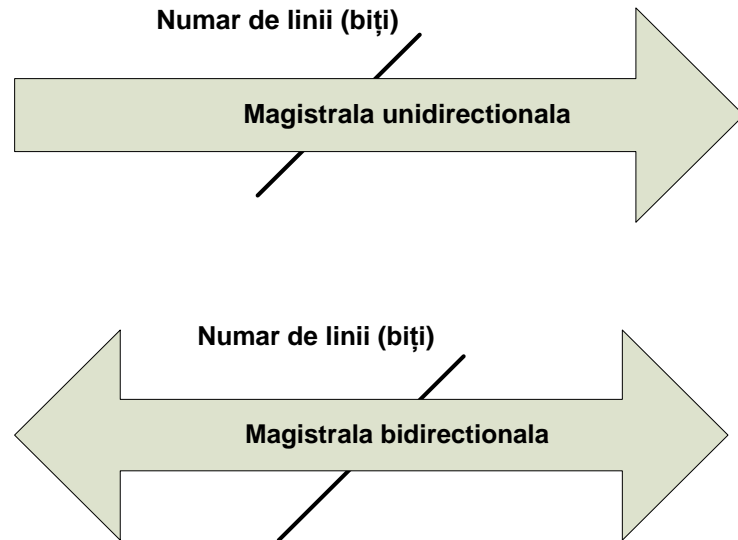 Numar de linii (biți)
Magistrala unidirectionala
Numar de linii (biți)
Magistrala bidirectionala